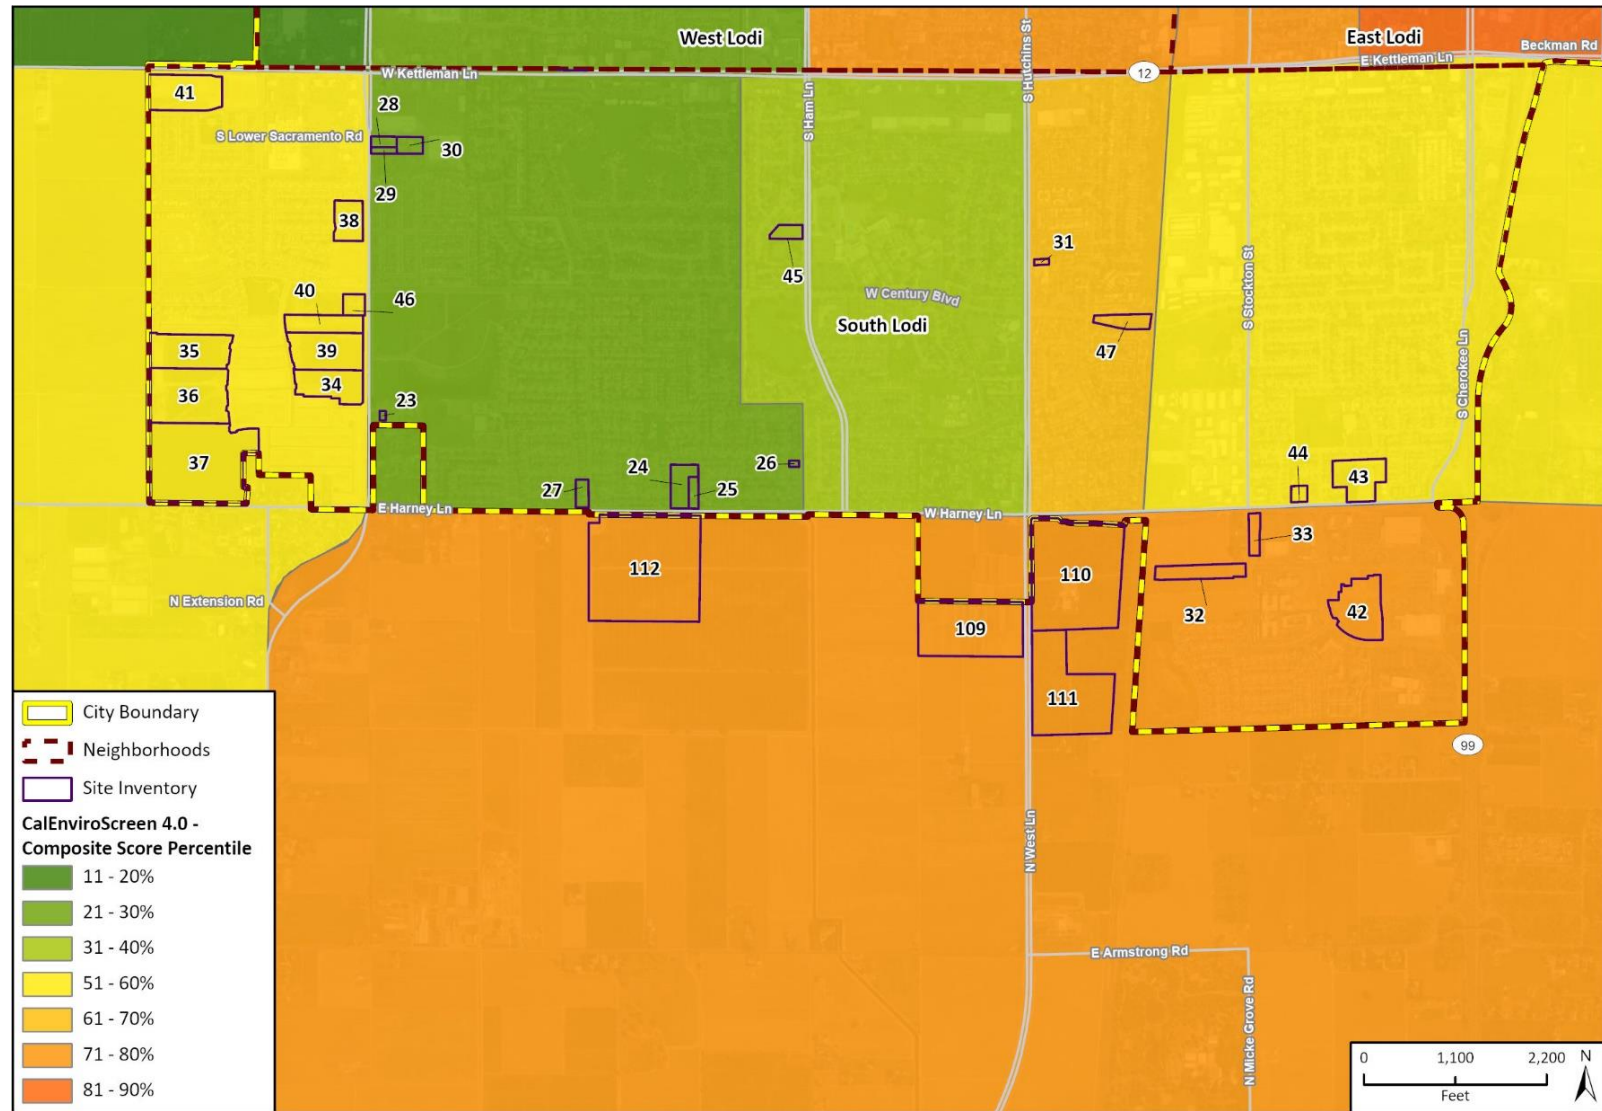 West Lodi
East Lodi
Beckman Rd
E Kettleman Ln
W Kettleman Ln
12
S Hutchins St
S Ham Ln
41
28
S Lower Sacramento Rd
30
29
38
45
31
S Stockton St
40
46
W Century Blvd
South Lodi
47
35
39
34
36
S Cherokee Ln
23
37
24
26
44
43
27
25
E Harney Ln
W Harney Ln
33
112
110
N Extension Rd
32
42
109
111
99
N West Ln
E Armstrong Rd
N Micke Grove Rd
City Boundary
Neighborhoods
Site Inventory
CalEnviroScreen 4.0 -
Composite Score Percentile
11 - 20%
21 - 30%
31 - 40%
51 - 60%
61 - 70%
71 - 80%
81 - 90%
0 1,100 2,200 N
Feet